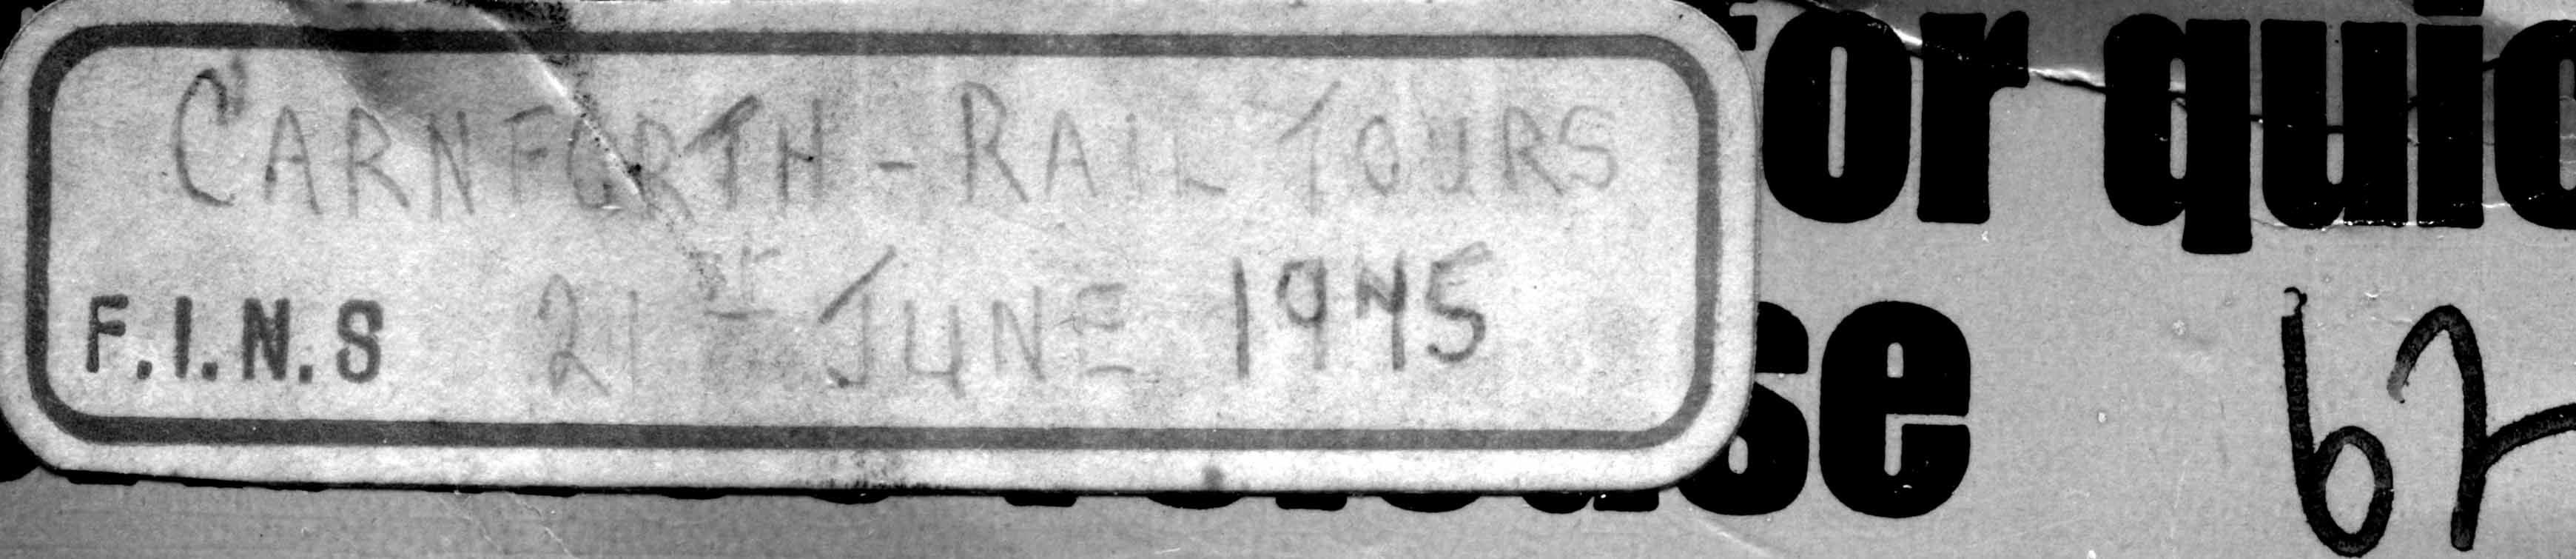 CARNFORTH - RAIL TOURS
F.I.N.S 21st JUNE 1945
for quic
se
62